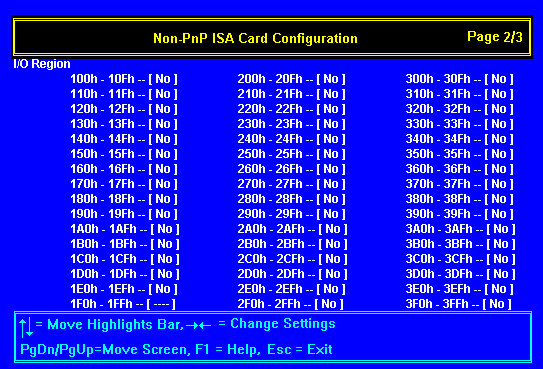 Non-PnP ISA Card Configuration Page 2/3
I/O Region
100h - 10Fh -- [ No ] 200h - 20Fh -- [ No ] 300h - 30Fh -- [ No ]
110h - 11Fh -- [ No ] 210h - 21Fh -- [ No ] 310h - 31Fh -- [ No ]
120h - 12Fh -- [ No ] 220h - 22Fh -- [ No ] 320h - 32Fh -- [ No ]
130h - 13Fh -- [ No ] 230h - 23Fh -- [ No ] 330h - 33Fh -- [ No ]
140h - 14Fh -- [ No ] 240h - 24Fh -- [ No ] 340h - 34Fh -- [ No ]
150h - 15Fh -- [ No ] 250h - 25Fh -- [ No ] 350h - 35Fh -- [ No ]
160h - 16Fh -- [ No ] 260h - 26Fh -- [ No ] 360h - 36Fh -- [ No ]
170h - 17Fh -- [ No ] 270h - 27Fh -- [ No ] 370h - 37Fh -- [ No ]
180h - 18Fh -- [ No ] 280h - 28Fh -- [ No ] 380h - 38Fh -- [ No ]
190h - 19Fh -- [ No ] 290h - 29Fh -- [ No ] 390h - 39Fh -- [ No ]
1A0h - 1AFh -- [ No ] 2A0h - 2AFh -- [ No ] 3A0h - 3AFh -- [ No ]
1B0h - 1BFh -- [ No ] 2B0h - 2BFh -- [ No ] 3B0h - 3BFh -- [ No ]
1C0h - 1CFh -- [ No ] 2C0h - 2CFh -- [ No ] 3C0h - 3CFh -- [ No ]
1D0h - 1DFh -- [ No ] 2D0h - 2DFh -- [ No ] 3D0h - 3DFh -- [ No ]
1E0h - 1EFh -- [ No ] 2E0h - 2EFh -- [ No ] 3E0h - 3EFh -- [ No ]
1F0h - 1FFh -- [ ---- ] 2F0h - 2FFh -- [ No ] 3F0h - 3FFh -- [ No ]
↑↓ = Move Highlights Bar, →← = Change Settings
PgDn/PgUp=Move Screen, F1 = Help, Esc = Exit